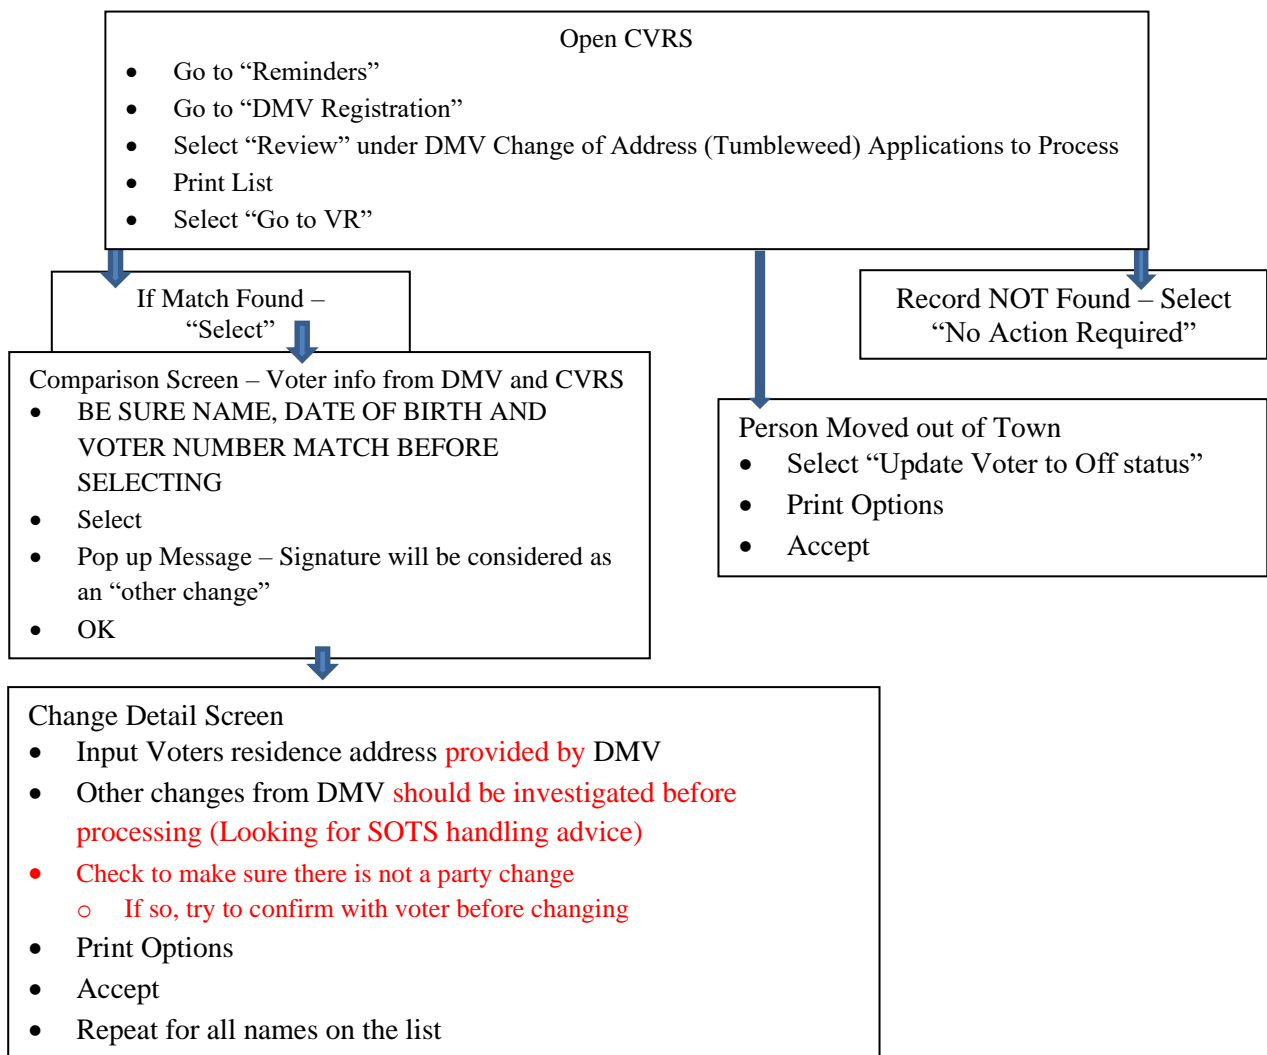 Open CVRS
• Go to “Reminders”
• Go to “DMV Registration”
• Select “Review” under DMV Change of Address (Tumbleweed) Applications to Process
• Print List
• Select “Go to VR”
If Match Found –
“Select”
Record NOT Found – Select
“No Action Required”
Comparison Screen – Voter info from DMV and CVRS
• BE SURE NAME, DATE OF BIRTH AND
VOTER NUMBER MATCH BEFORE
SELECTING
• Select
• Pop up Message – Signature will be considered as
an “other change”
• OK
Person Moved out of Town
• Select “Update Voter to Off status”
• Print Options
• Accept
Change Detail Screen
• Input Voters residence address provided by DMV
• Other changes from DMV should be investigated before
processing (Looking for SOTS handling advice)
• Check to make sure there is not a party change
o If so, try to confirm with voter before changing
• Print Options
• Accept
• Repeat for all names on the list